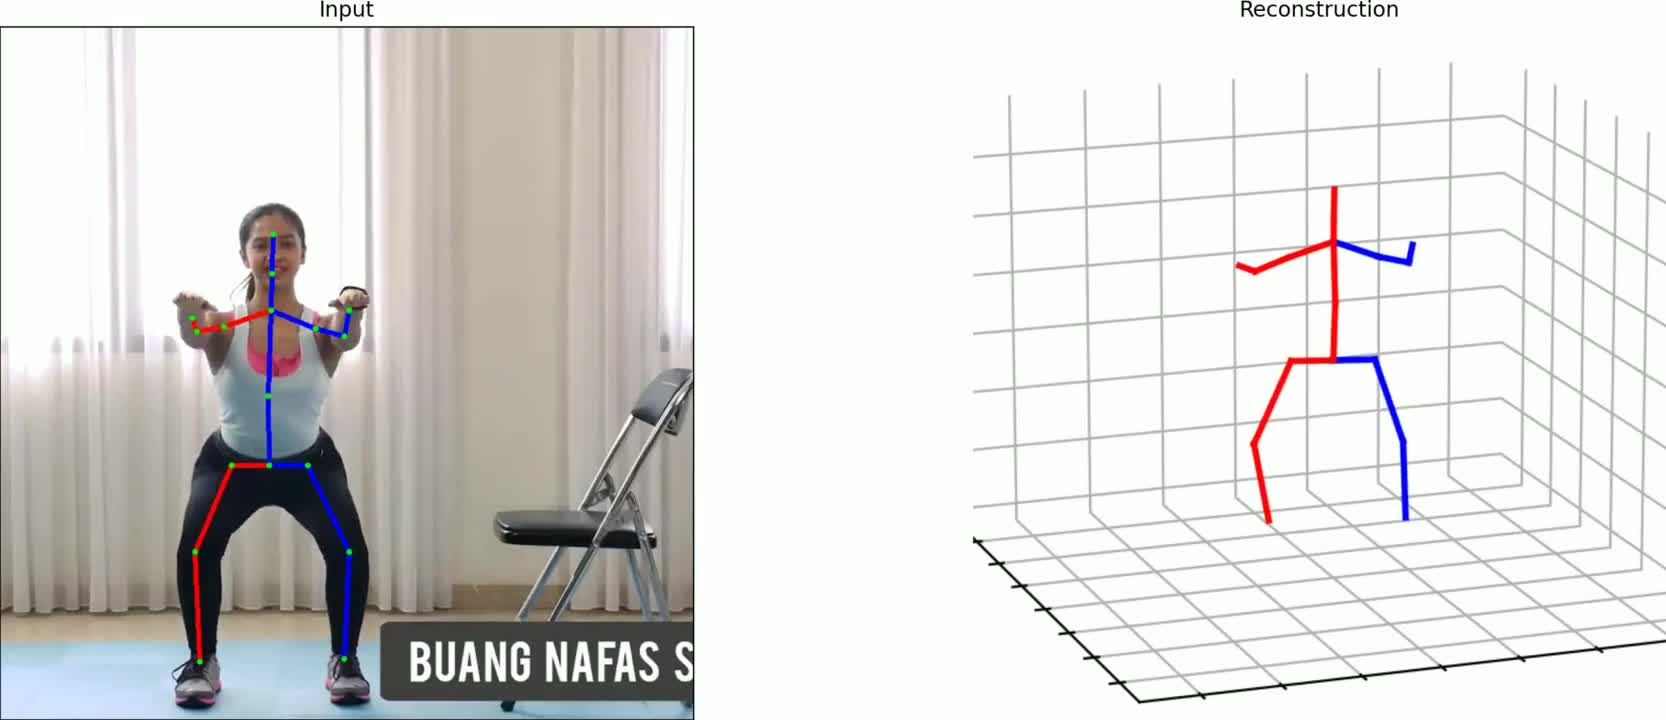 Input
Reconstruction
BUANG NAFAS S